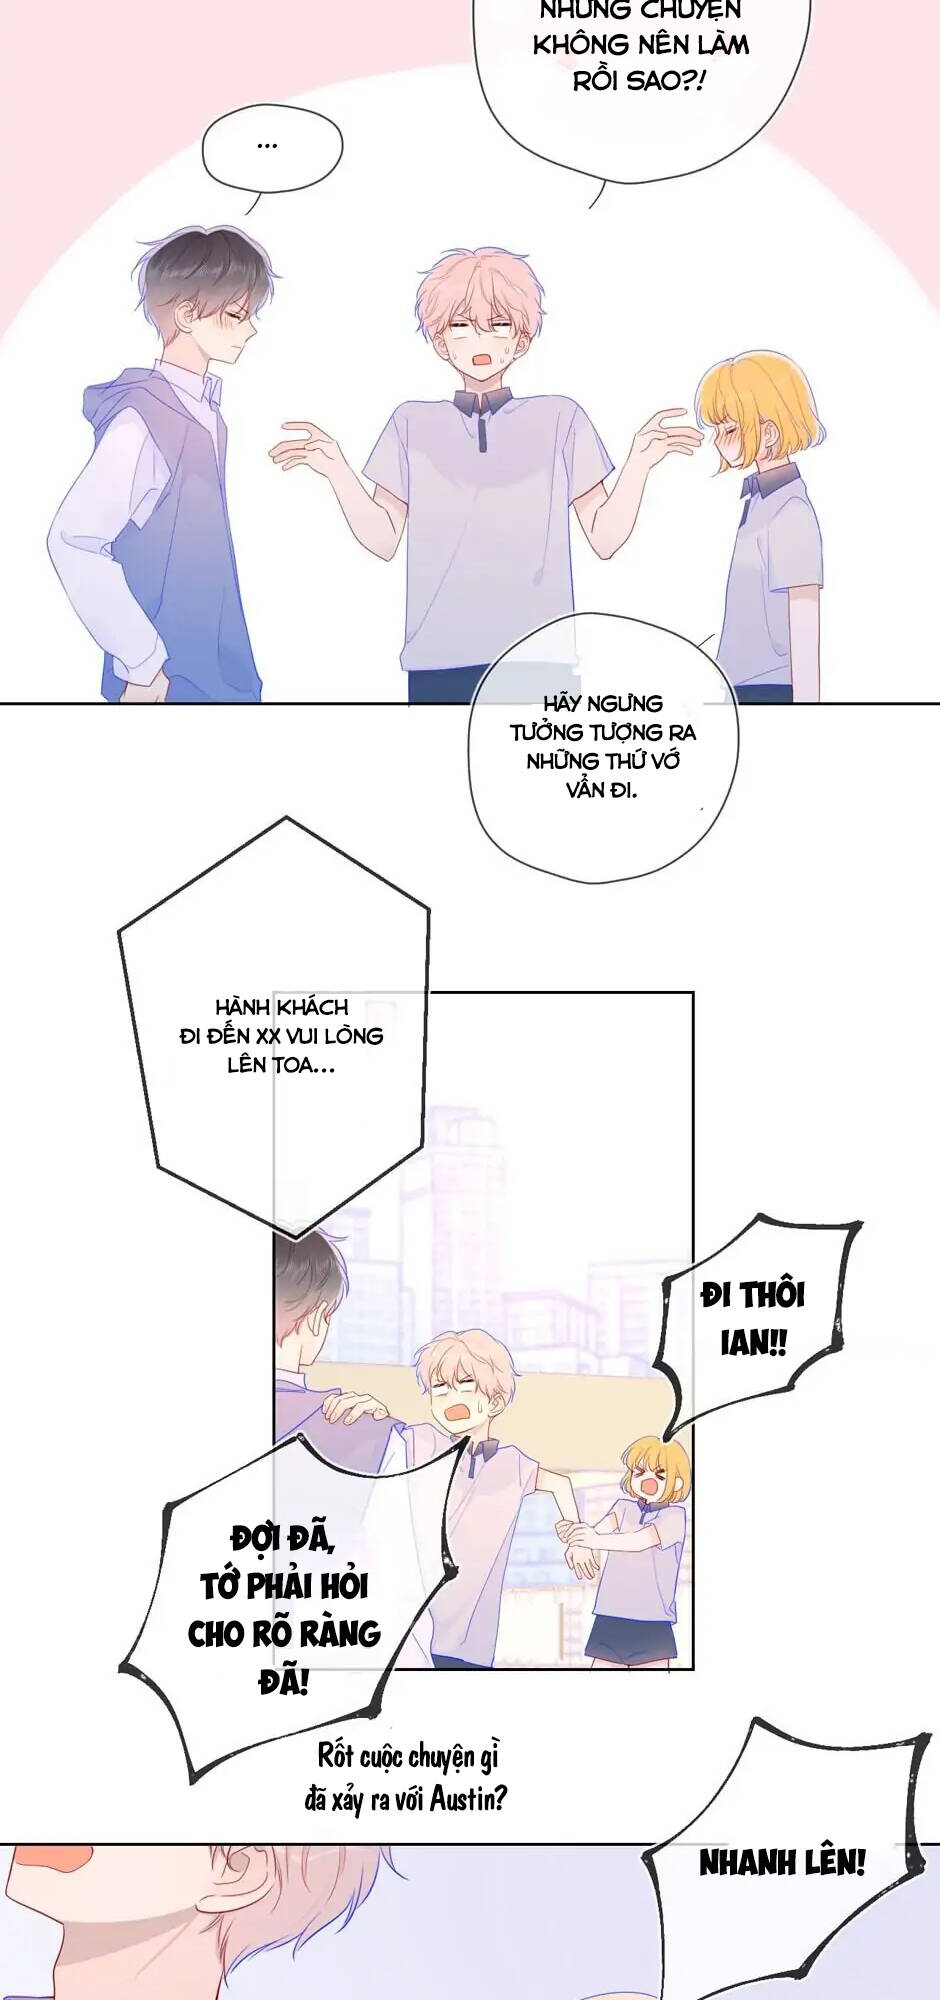 NHỮNG CHUYỆN
KHÔNG NÊN LÀM
RỒI SAO?!
...
HÃY NGƯNG
TƯỞNG TƯỢNG RA
NHỮNG THỨ VỚ
VẨN ĐI.
HÀNH KHÁCH
ĐI ĐẾN XX VUI LÒNG
LÊN TOA...
ĐI THÔI
IAN!!
ĐỢI ĐÃ,
TỚ PHẢI HỎI
CHO RÕ RÀNG
ĐÃ!
Rốt cuộc chuyện gì
đã xảy ra với Austin?
NHANH LÊN!